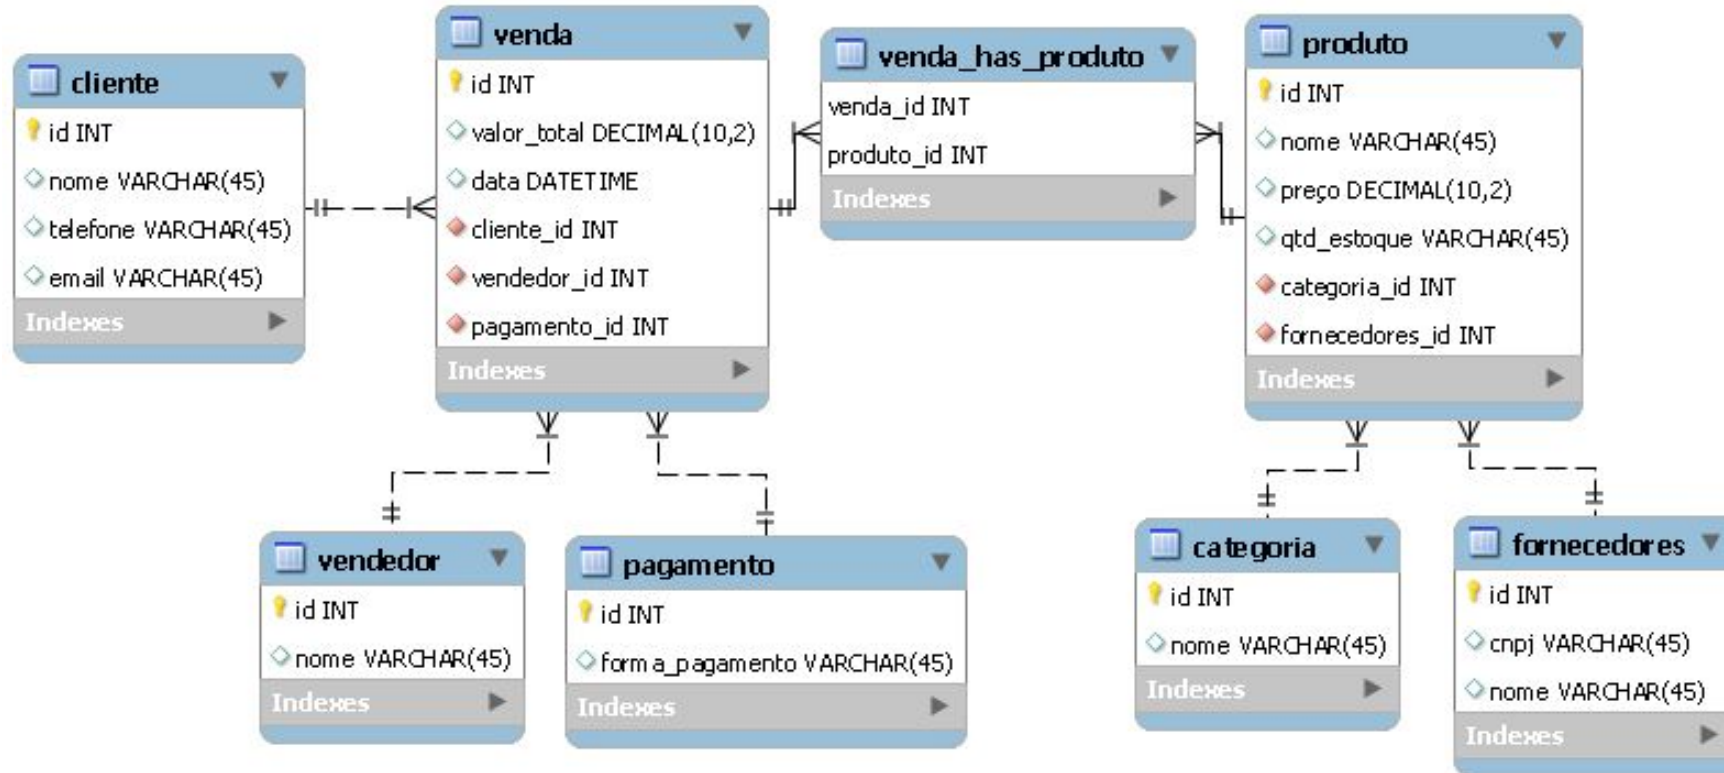 cliente
id INT
nome VARCHAR(45)
telefone VARCHAR(45)
email VARCHAR(45)
Indexes
venda
id INT
valor_total DECIMAL(10,2)
data DATETIME
cliente_id INT
vendedor_id INT
pagamento_id INT
Indexes
venda_has_produto
venda_id INT
produto_id INT
Indexes
produto
id INT
nome VARCHAR(45)
preço DECIMAL(10,2)
qtd_estoque VARCHAR(45)
categoria_id INT
fornecedores_id INT
Indexes
vendedor
id INT
nome VARCHAR(45)
Indexes
pagamento
id INT
forma_pagamento VARCHAR(45)
Indexes
categoria
id INT
nome VARCHAR(45)
Indexes
fornecedores
id INT
cnpj VARCHAR(45)
nome VARCHAR(45)
Indexes